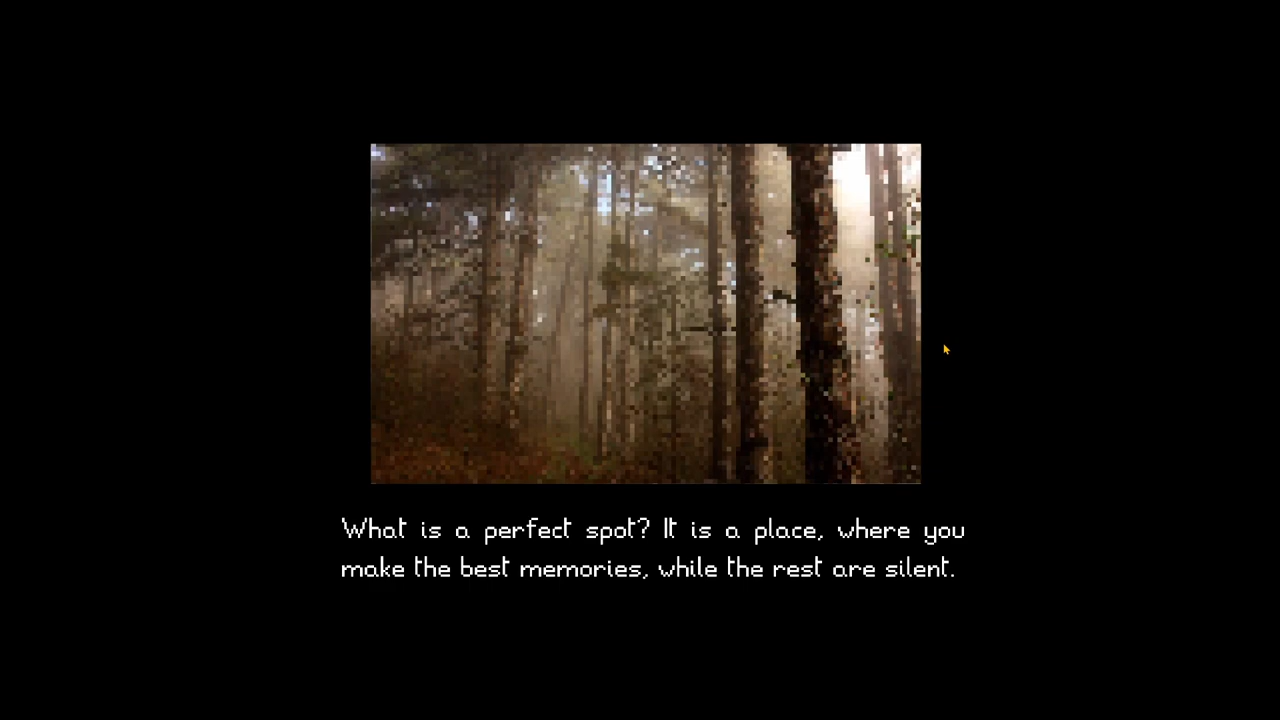 What is a perfect spot? It is a place, where you
make the best memories, while the rest are silent.